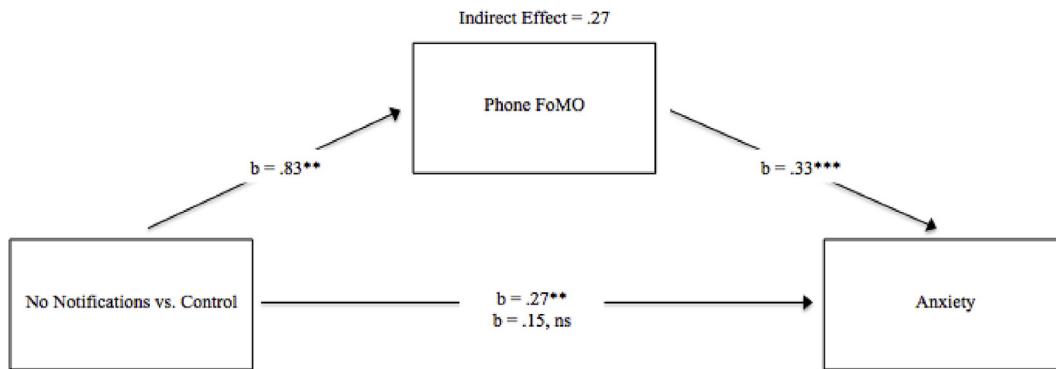 Indirect Effect = .27
Phone FoMO
b = .83**
b = .33***
No Notifications vs. Control
b = .27**
b = .15, ns
Anxiety